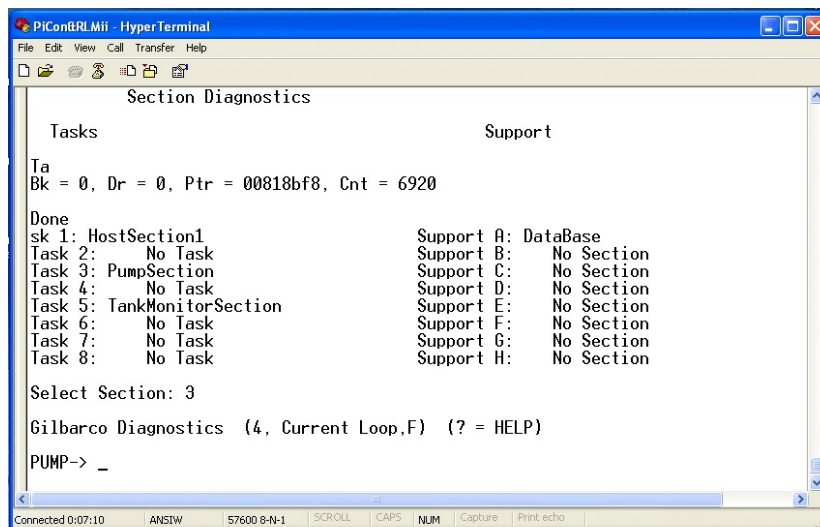 PiCon&RLMii - HyperTerminal
File Edit View Call Transfer Help
Section Diagnostics
Tasks Support
Ta
Bk = 0, Dr = 0, Ptr = 00818bf8, Cnt = 6920
Done
sk 1: HostSection1 Support A: DataBase
Task 2: No Task Support B: No Section
Task 3: PumpSection Support C: No Section
Task 4: No Task Support D: No Section
Task 5: TankMonitorSection Support E: No Section
Task 6: No Task Support F: No Section
Task 7: No Task Support G: No Section
Task 8: No Task Support H: No Section
Select Section: 3
Gilbarco Diagnostics (4, Current Loop,F) (? = HELP)
PUMP-> _
Connected 0:07:10 ANSIW 57600 8-N-1 SCROLL CAPS NUM Capture Print echo